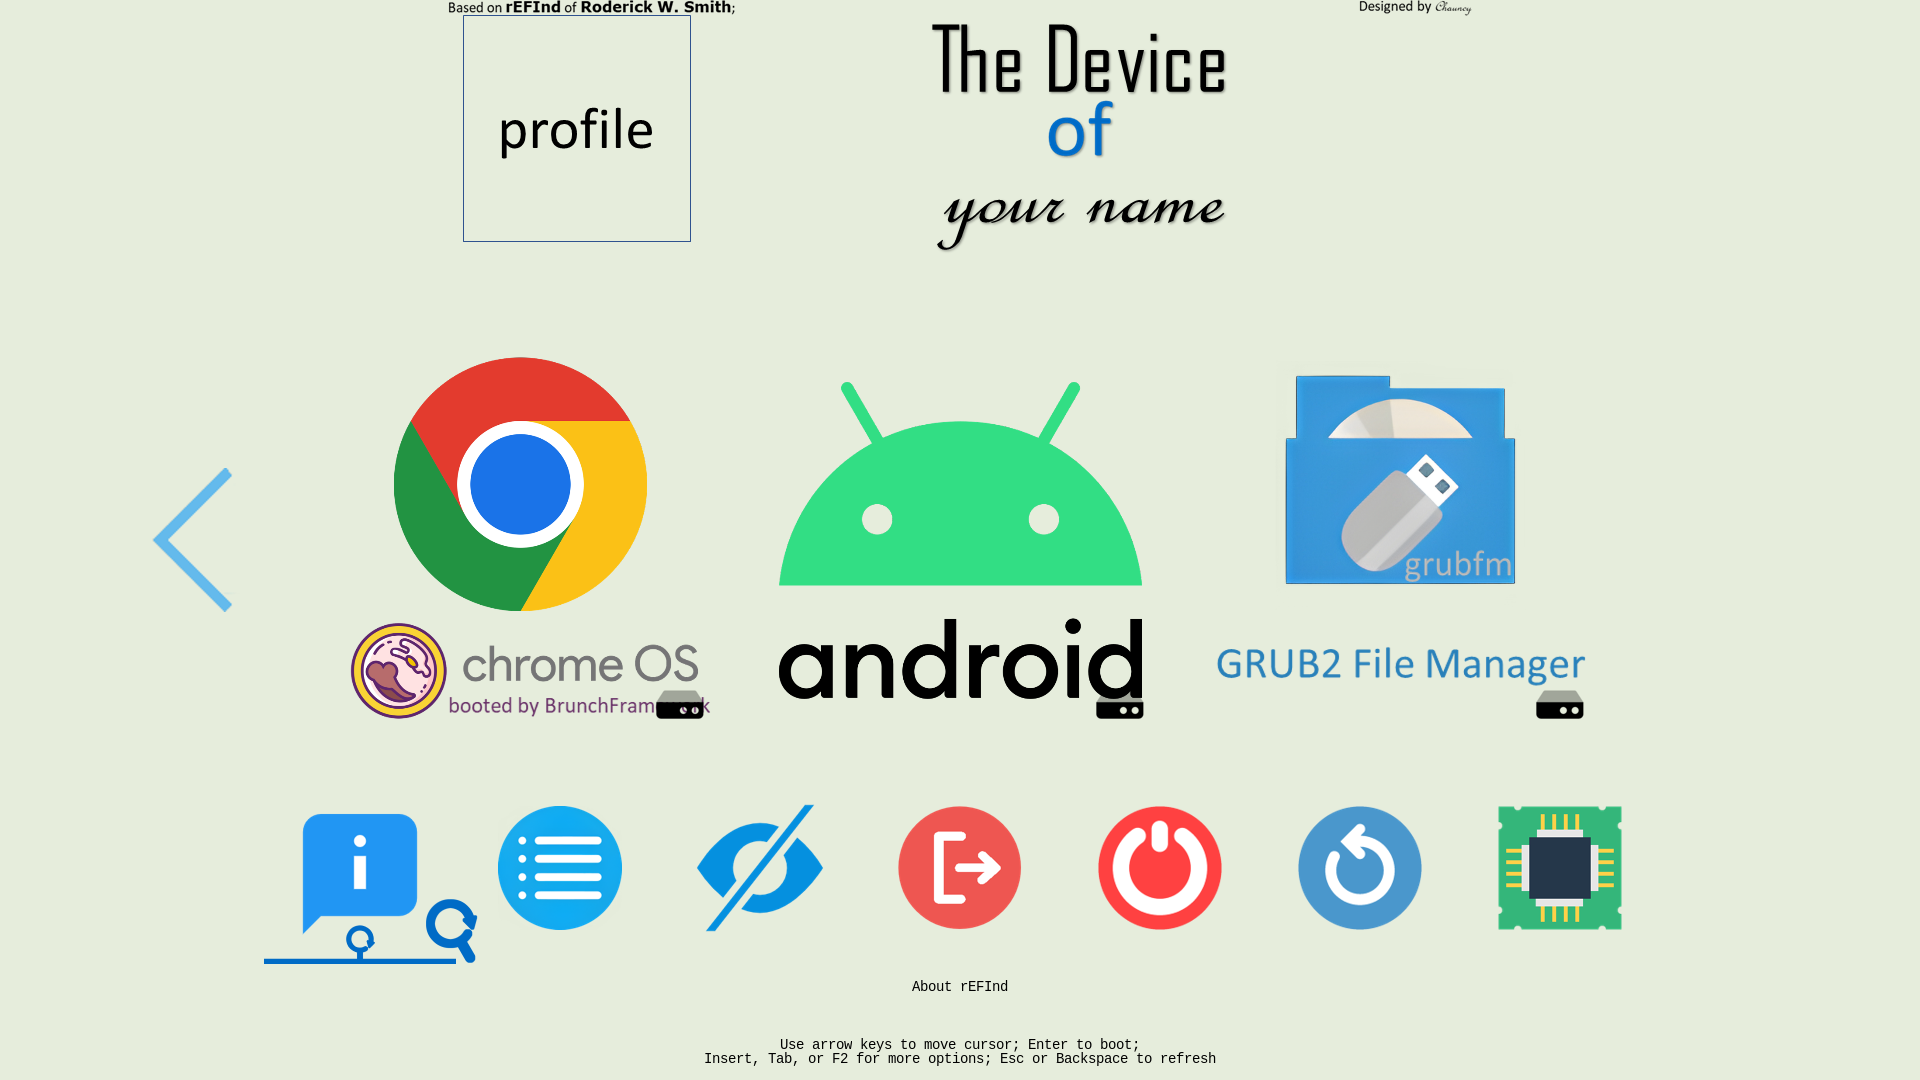 Based on rEFInd of Roderick W. Smith;
Designed by Chauncy
profile
The Device
of
your name
grubfm
chrome OS
booted by BrunchFram k
android
GRUB2 File Manager
i
About rEFInd
Use arrow keys to move cursor; Enter to boot;
Insert, Tab, or F2 for more options; Esc or Backspace to refresh